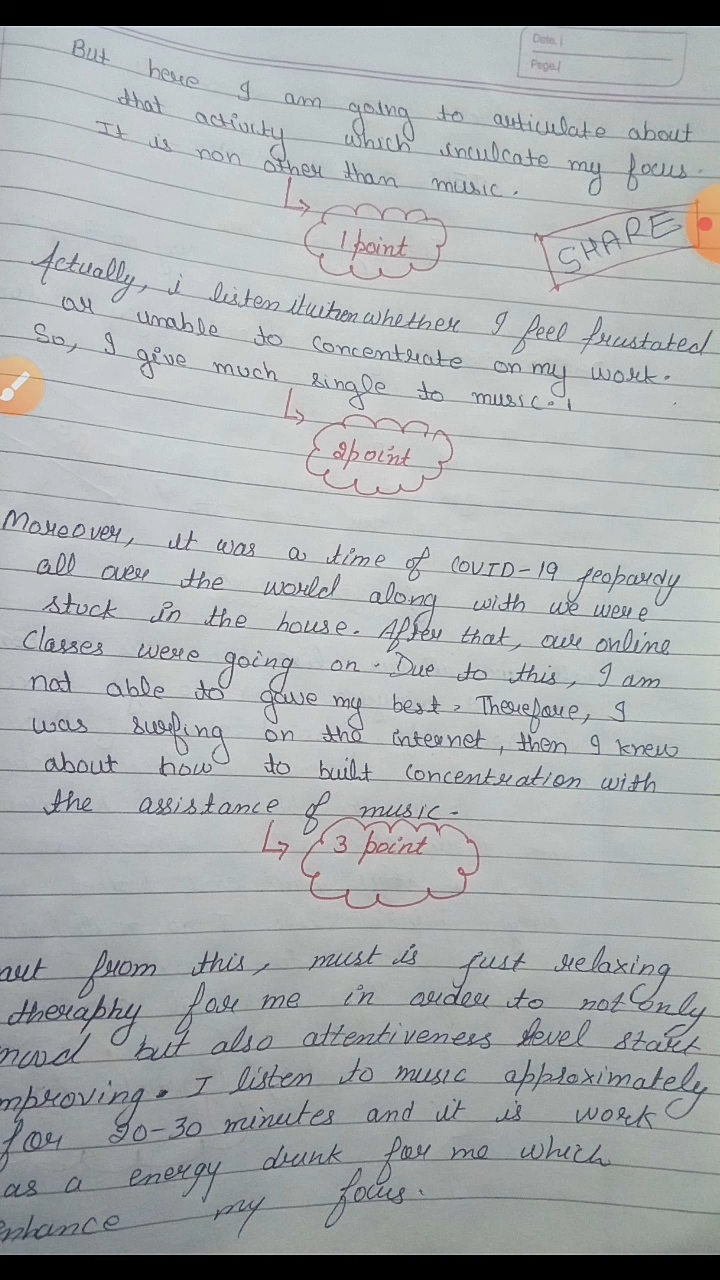 Date. |
Page. |
But here I am going to articulate about
that activity which inculcate my focus.
It is non other than music.
1 point
SHARE
Actually, i listen it when whether I feel frustated
or unable to concentrate on my work.
So, I give much single to music.
2 point
Moreover, it was a time of COVID-19 jeopardy
all over the world along with we were
stuck in the house. After that, our online
Classes were going on. Due to this, I am
not able to gave my best. Therefore, I
was surfing on the internet, then I knew
about how to built concentration with
the assistance of music.
3 point
art from this, must is just relaxing
theraphy for me in order to not only
mood but also attentiveness level start
mproving. I listen to music approximately
for 20-30 minutes and it is work
as a energy drunk for me which
enhance my focus.